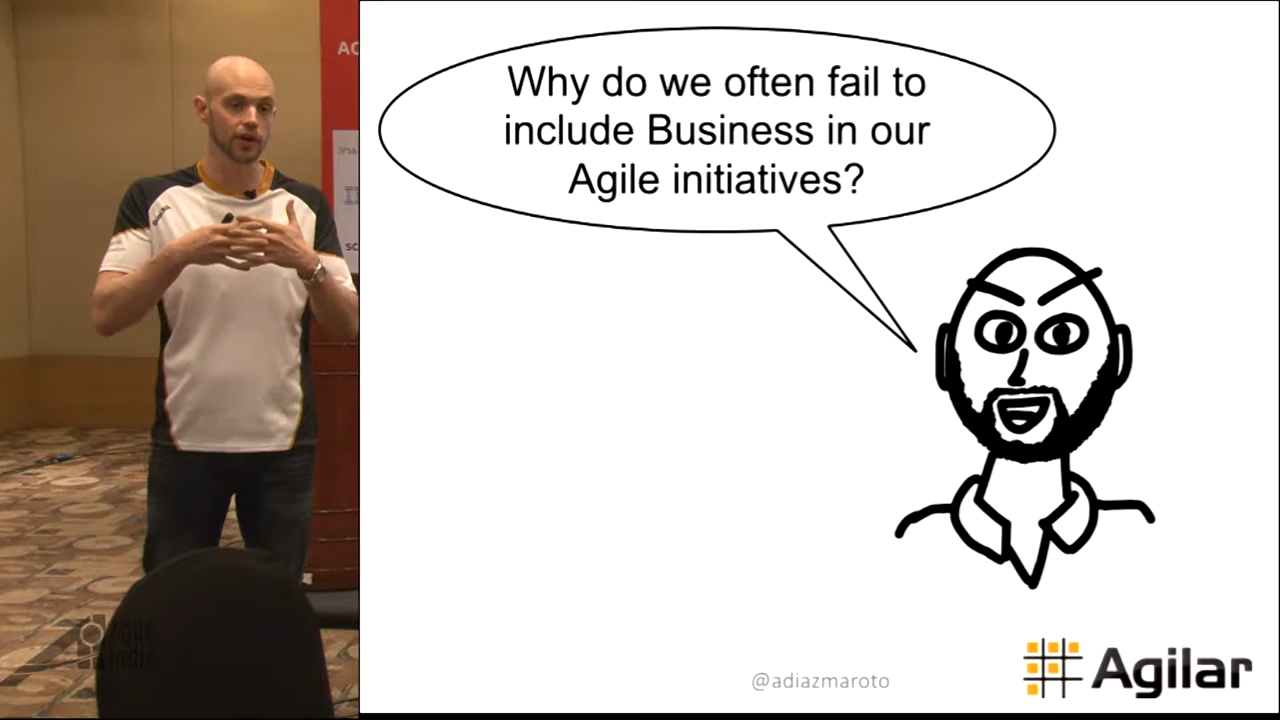 Why do we often fail to
include Business in our
Agile initiatives?
@adiazmaroto
Agilar